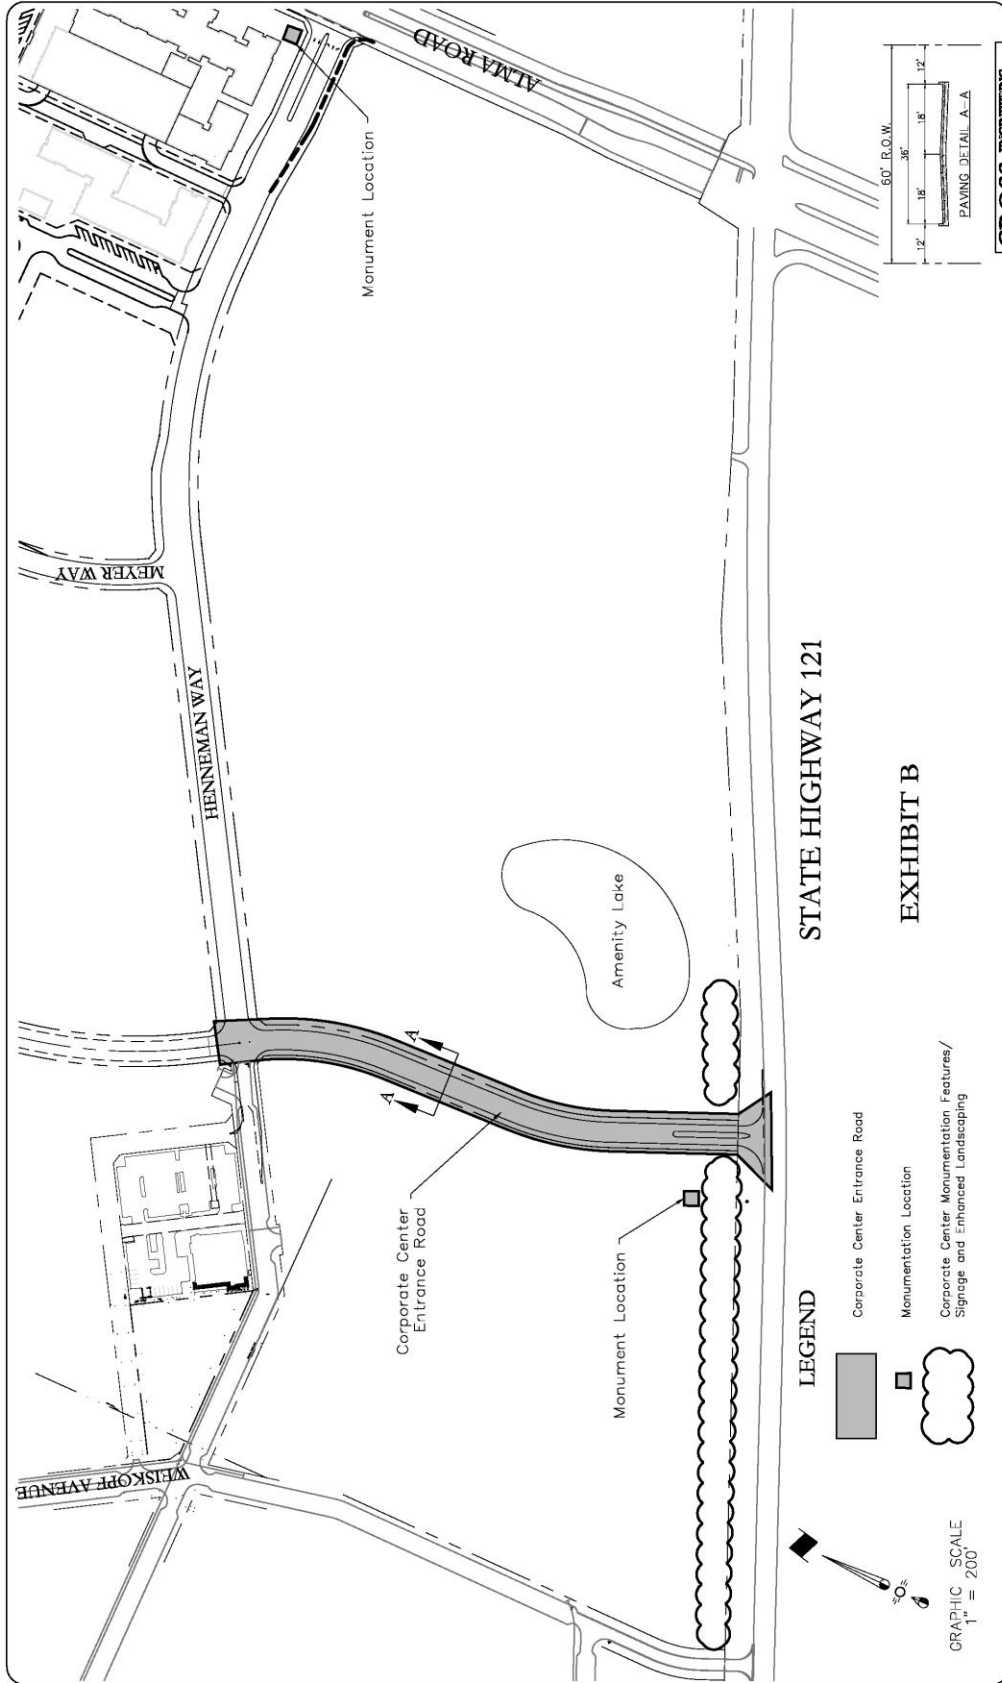 ALMA ROAD
Monument Location
MEYER WAY
HENNEMAN WAY
STATE HIGHWAY 121
EXHIBIT B
Amenity Lake
A
A
Corporate Center
Entrance Road
Monument Location
WEISKOPF AVENUE
11
60' R.O.W.
36'
12'
18'
18'
12'
PAVING DETAIL A-A
LEGEND
Corporate Center Entrance Road
Monumentation Location
Corporate Center Monumentation Features/
Signage and Enhanced Landscaping
GRAPHIC SCALE
1" = 200'